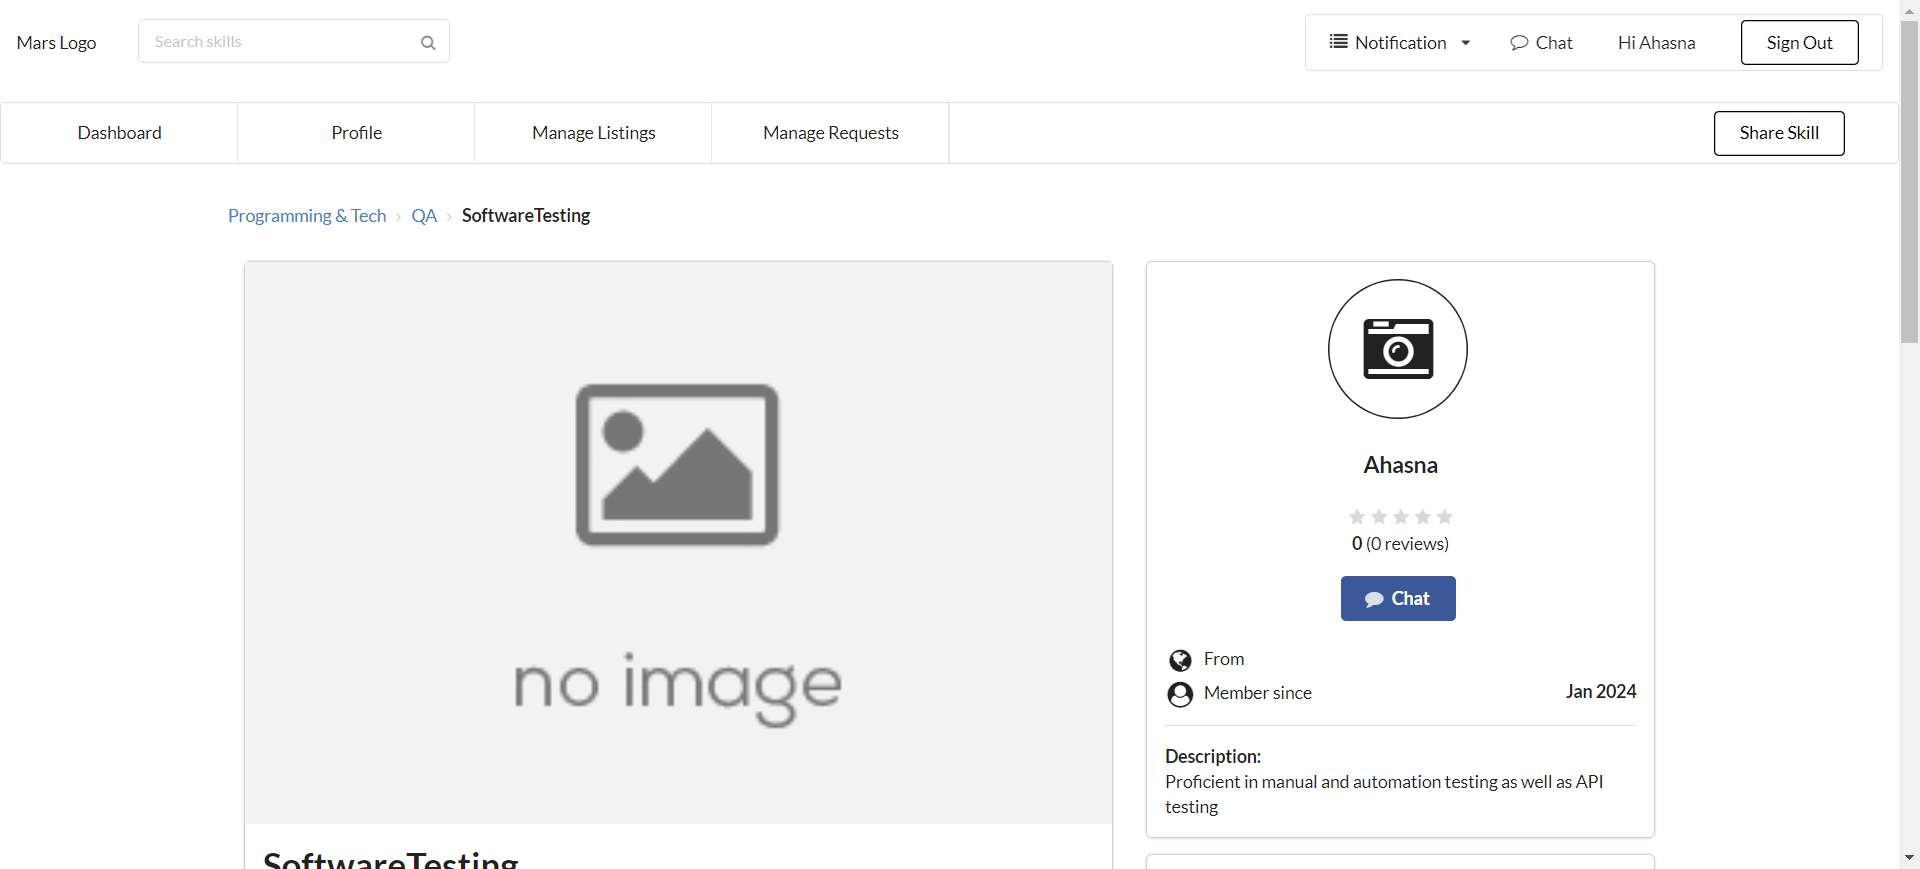 Mars Logo
Search skills
Notification
Chat
Hi Ahasna
Sign Out
Dashboard
Profile
Manage Listings
Manage Requests
Share Skill
Programming & Tech › QA › SoftwareTesting
no image
SoftwareTesting
Ahasna
0 (0 reviews)
Chat
From
Member since Jan 2024
Description:
Proficient in manual and automation testing as well as API
testing